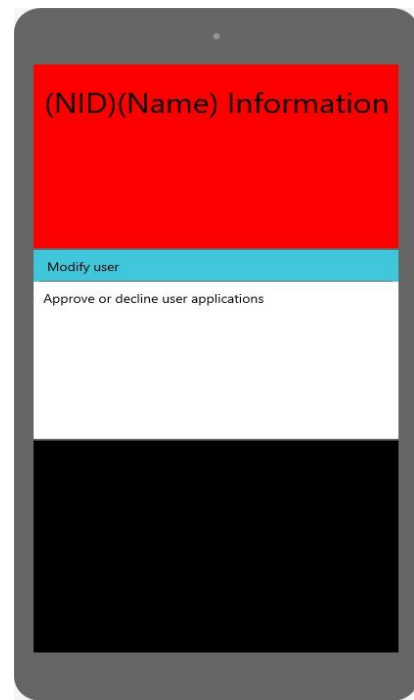 (NID)(Name) Information
Modify user
Approve or decline user applications